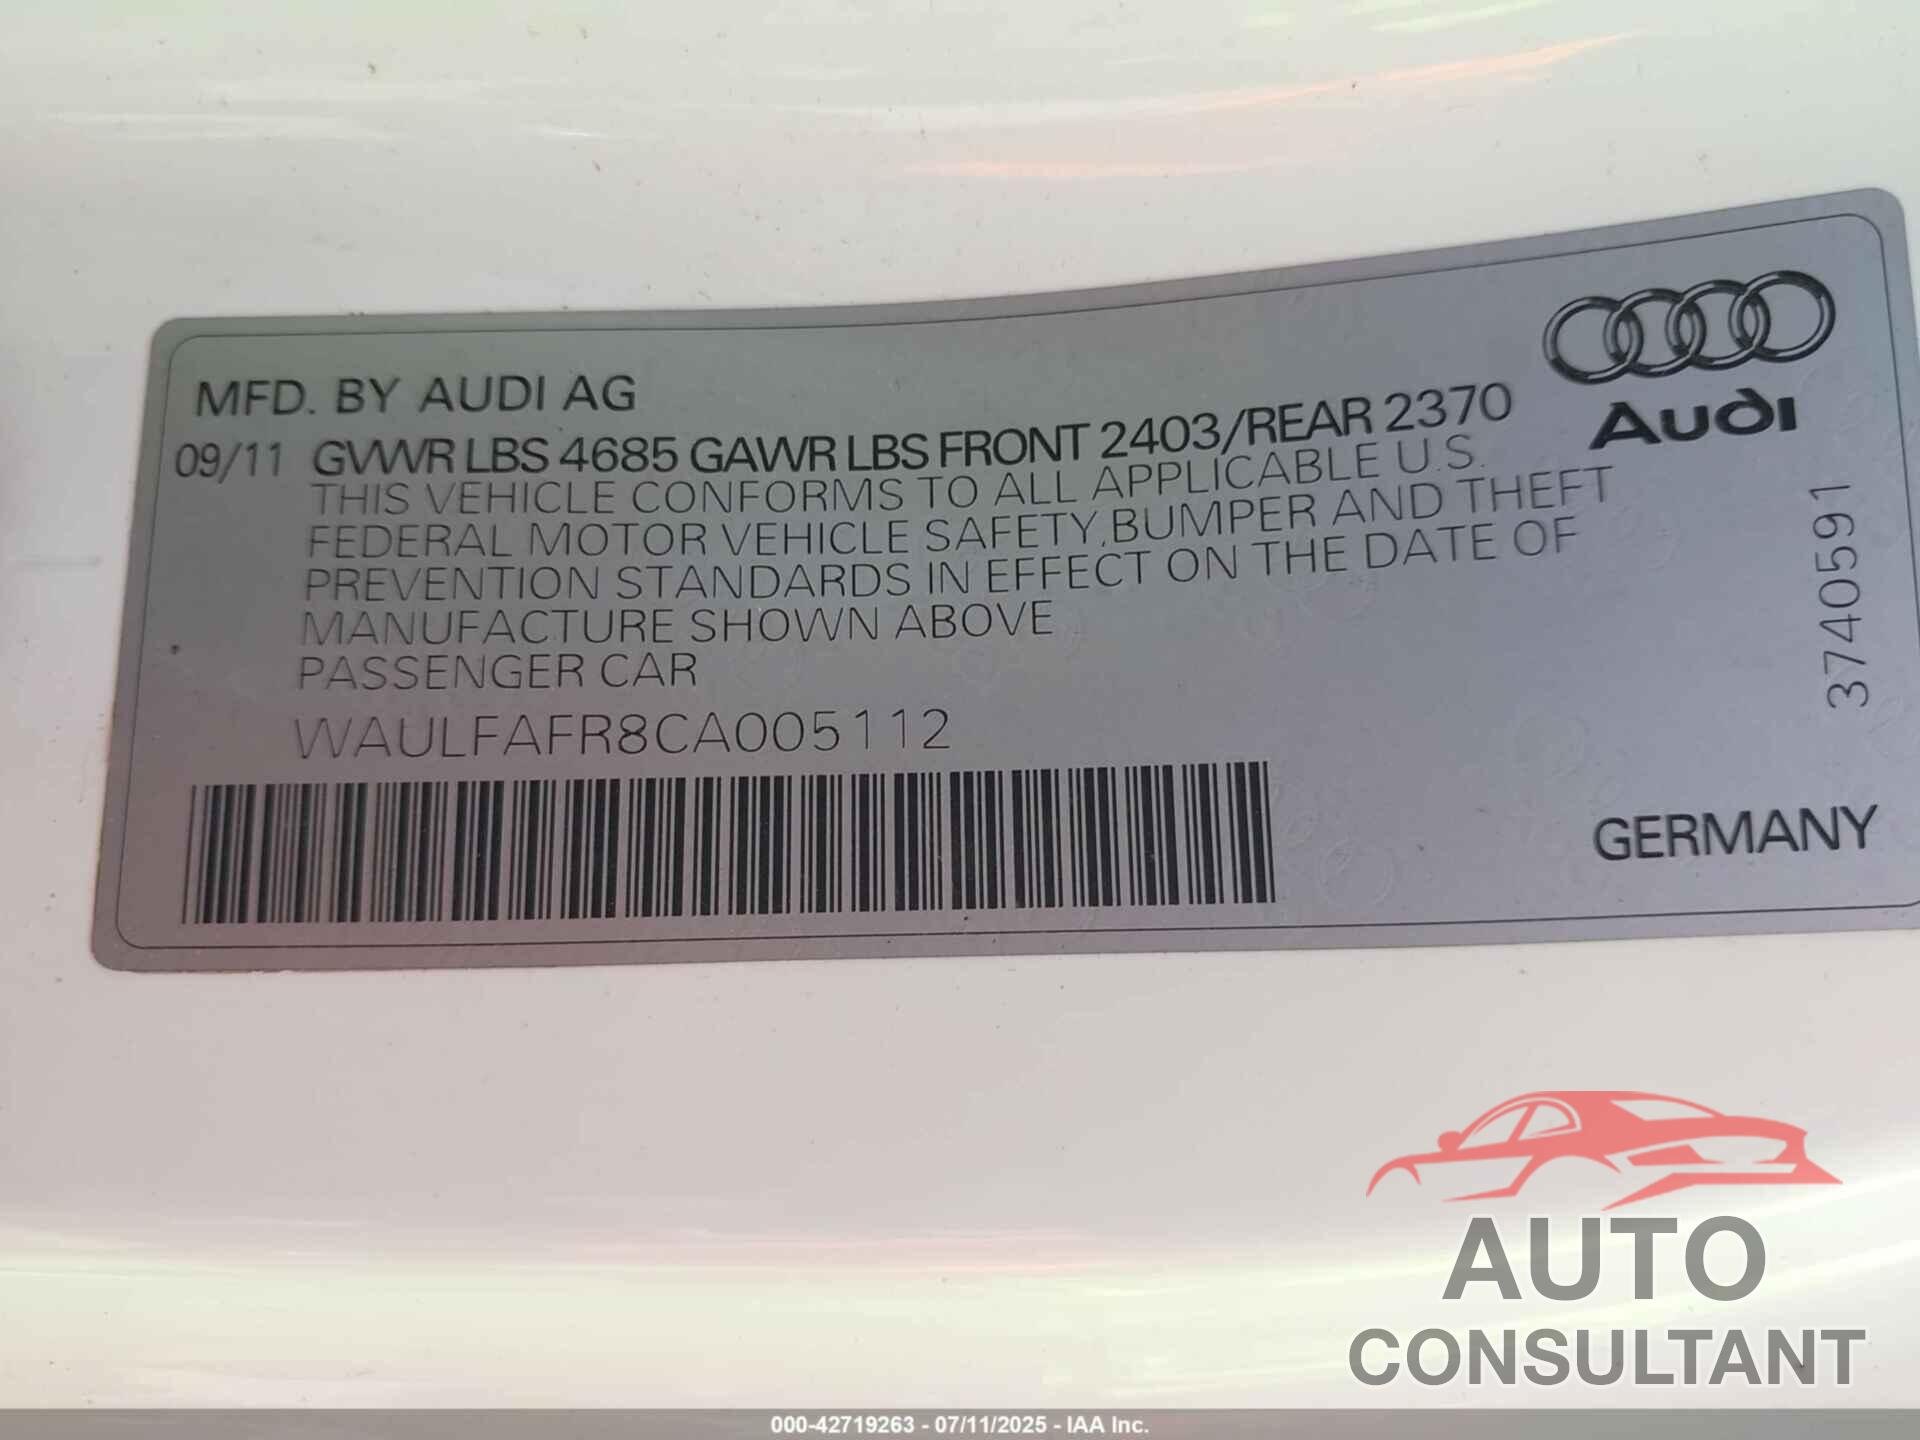 MFD. BY AUDI AG
09/11 GVWR LBS 4685 GAWR LBS FRONT 2403/REAR 2370
THIS VEHICLE CONFORMS TO ALL APPLICABLE U.S.
FEDERAL MOTOR VEHICLE SAFETY, BUMPER AND THEFT
PREVENTION STANDARDS IN EFFECT ON THE DATE OF
MANUFACTURE SHOWN ABOVE
PASSENGER CAR
WAULFAFR8CA005112
Audi
3740591
GERMANY
AUTO
CONSULTANT
000-42719263 - 07/11/2025 - IAA Inc.